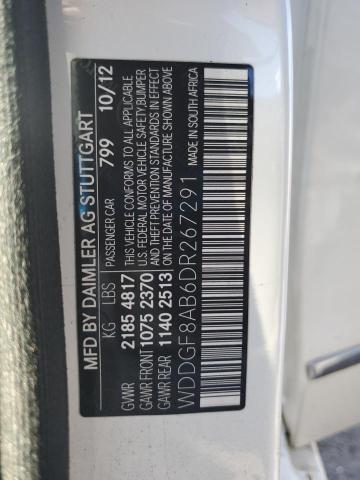 MFD BY DAIMLER AG STUTTGART
KG LBS PASSENGER CAR 799 10/12
GVWR 2185 4817 THIS VEHICLE CONFORMS TO ALL APPLICABLE
GAWR FRONT 1075 2370 U.S. FEDERAL MOTOR VEHICLE SAFETY, BUMPER
GAWR REAR 1140 2513 AND THEFT PREVENTION STANDARDS IN EFFECT
ON THE DATE OF MANUFACTURE SHOWN ABOVE
WDDGF8AB6DR267291 MADE IN SOUTH AFRICA